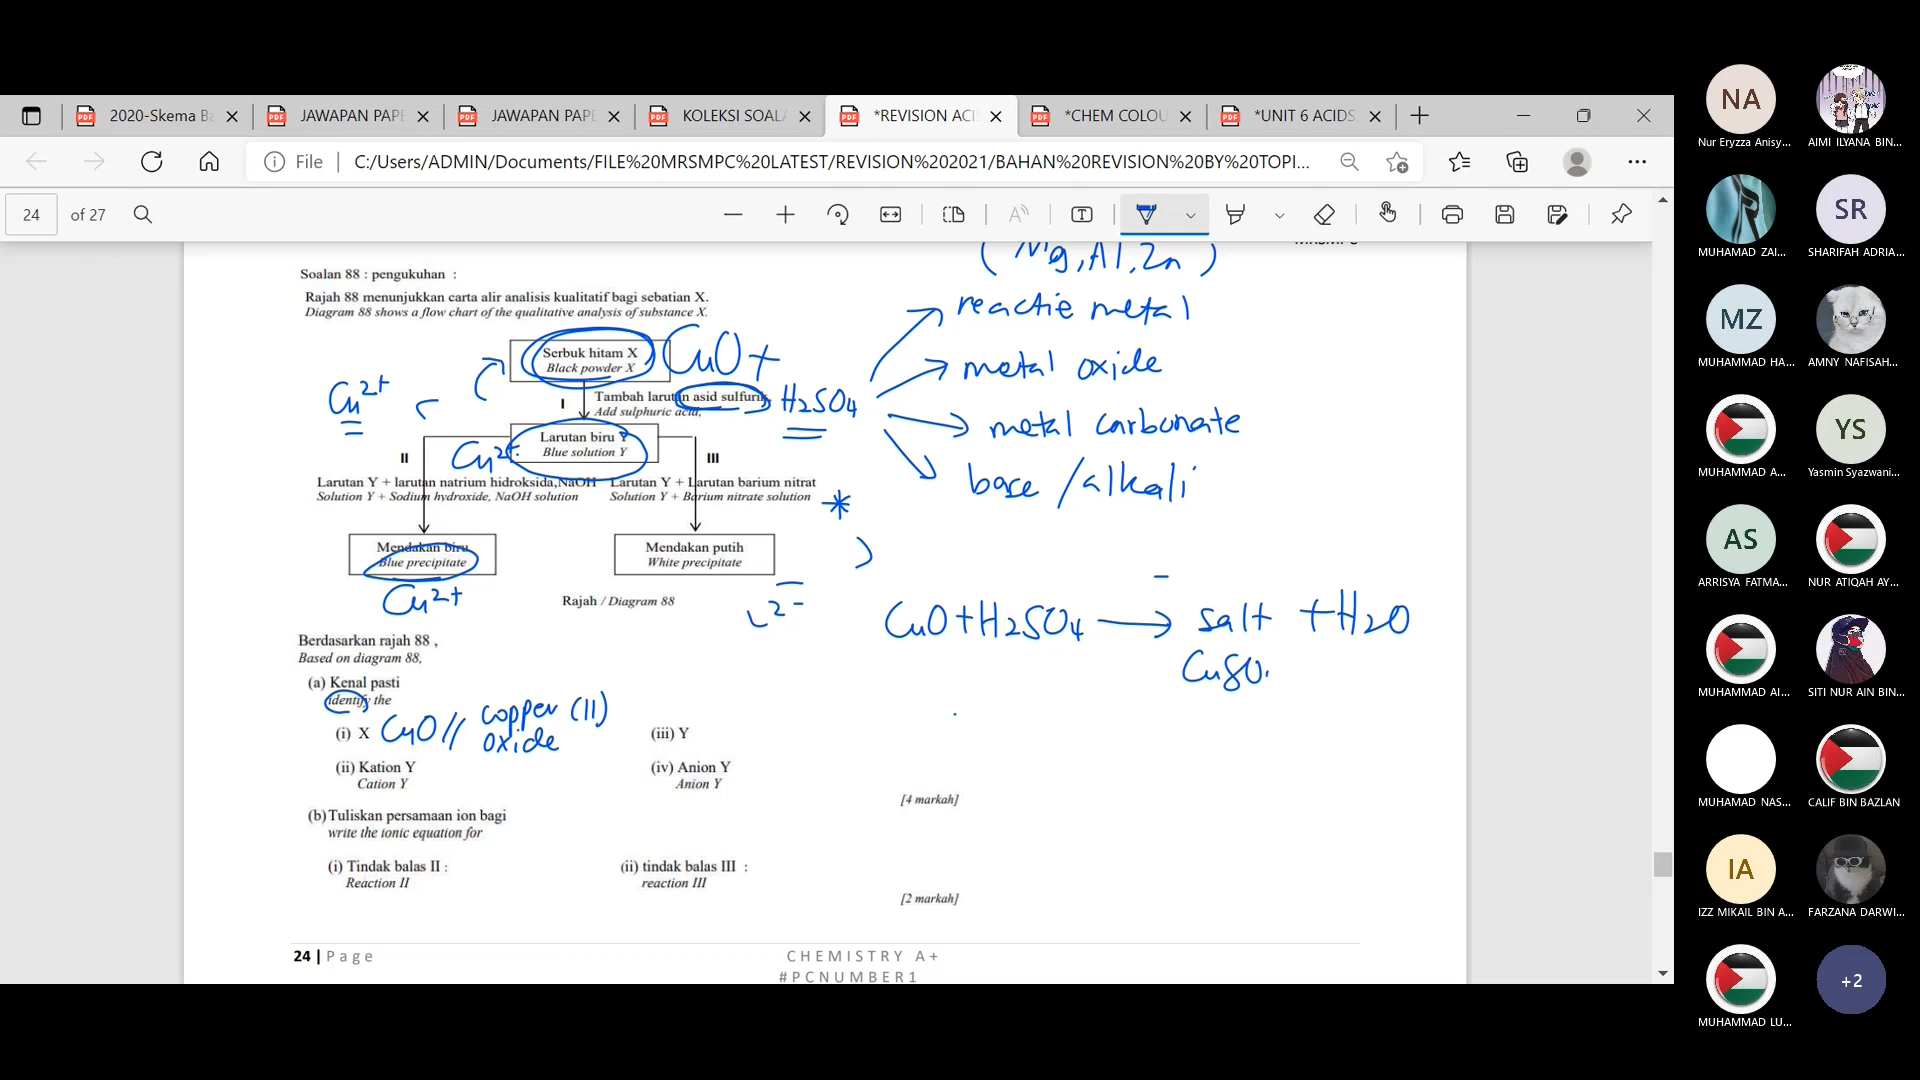 2020-Skema Ba
JAWAPAN PAPE
JAWAPAN PAPE
KOLEKSI SOALA
*REVISION ACI
*CHEM COLOU
*UNIT 6 ACIDS
File
C:/Users/ADMIN/Documents/FILE%20MRSMPC%20LATEST/REVISION%202021/BAHAN%20REVISION%20BY%20TOPI...
24 of 27
(Mg, Al, Zn)
Soalan 88 : pengukuhan :
Rajah 88 menunjukkan carta alir analisis kualitatif bagi sebatian X.
Diagram 88 shows a flow chart of the qualitative analysis of substance X.
reactie metal
Serbuk hitam X
Black powder X
CuO +
metal oxide
Cu2+
I
Tambah larutan asid sulfurik
Add sulphuric acid,
H2SO4
metal carbonate
Larutan biru Y
Blue solution Y
Cu2+
II
III
base / alkali
Larutan Y + larutan natrium hidroksida,NaOH
Solution Y + Sodium hydroxide, NaOH solution
Larutan Y + Larutan barium nitrat
Solution Y + Barium nitrate solution
*
Mendakan biru
Blue precipitate
Mendakan putih
White precipitate
Cu2+
Rajah / Diagram 88
2-
CuO + H2SO4 → salt + H2O
CuSO
Berdasarkan rajah 88 ,
Based on diagram 88,
(a) Kenal pasti
identify the
(i) X CuO // copper (II)
oxide
(iii) Y
(ii) Kation Y
Cation Y
(iv) Anion Y
Anion Y
[4 markah]
(b) Tuliskan persamaan ion bagi
write the ionic equation for
(i) Tindak balas II :
Reaction II
(ii) tindak balas III :
reaction III
[2 markah]
24 | Page
CHEMISTRY A+
#PCNUMBER1
NA
Nur Eryzza Anisy...
AIMI ILYANA BIN...
MUHAMAD ZAI...
SR
SHARIFAH ADRIA...
MZ
MUHAMMAD HA...
AMNY NAFISAH...
MUHAMMAD A...
YS
Yasmin Syazwani...
AS
ARRISYA FATMA...
NUR ATIQAH AY...
MUHAMMAD AI...
SITI NUR AIN BIN...
MUHAMAD NAS...
CALIF BIN BAZLAN
IA
IZZ MIKAIL BIN A...
FARZANA DARWI...
MUHAMMAD LU...
+2